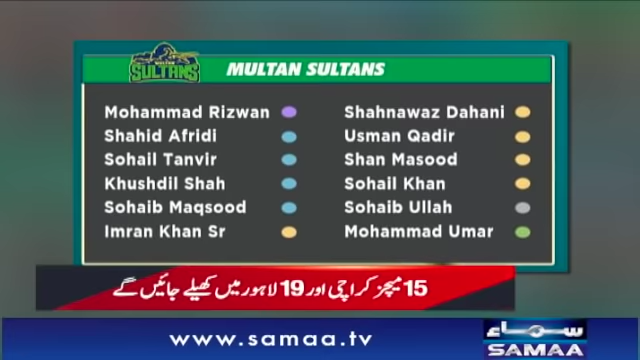 MULTAN SULTANS
MULTAN SULTANS
Mohammad Rizwan
Shahid Afridi
Sohail Tanvir
Khushdil Shah
Sohaib Maqsood
Imran Khan Sr
Shahnawaz Dahani
Usman Qadir
Shan Masood
Sohail Khan
Sohaib Ullah
Mohammad Umar
15 میچز کراچی اور 19 لاہور میں کھیلے جائیں گے
www.samaa.tv
سماء
SAMAA